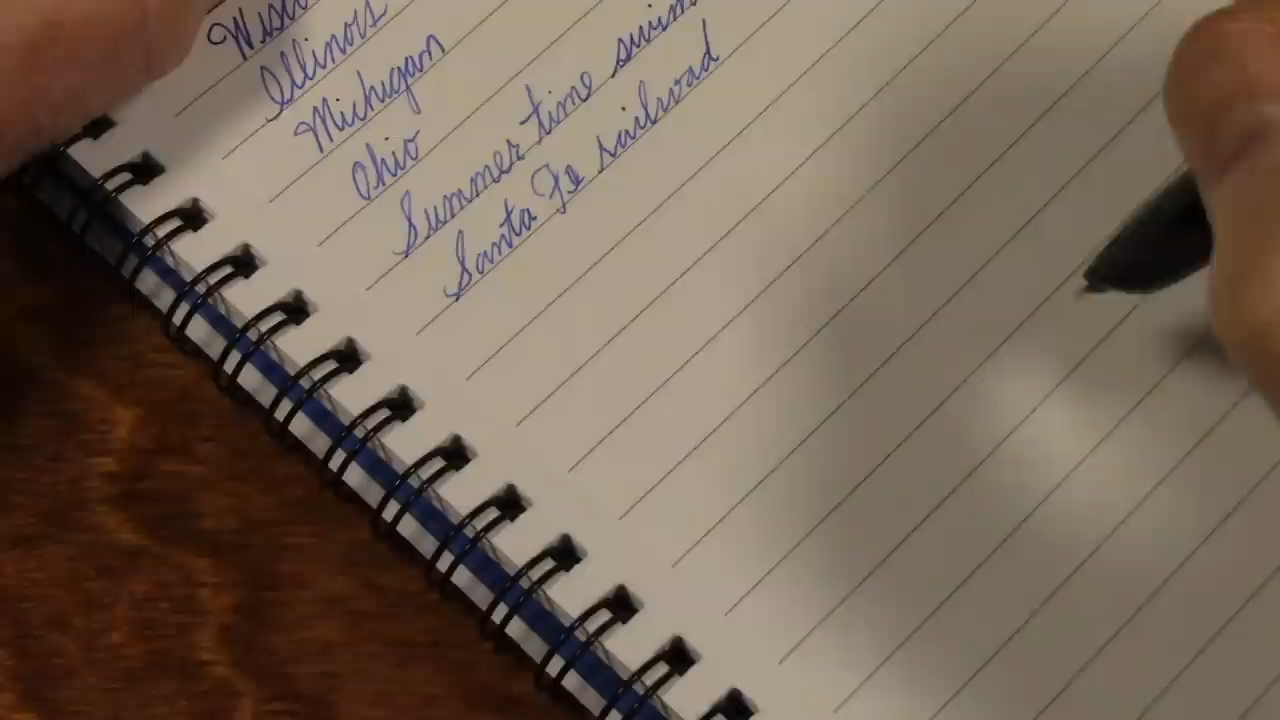 Illinois
Michigan
Ohio
Summer time
Santa Fe railroad